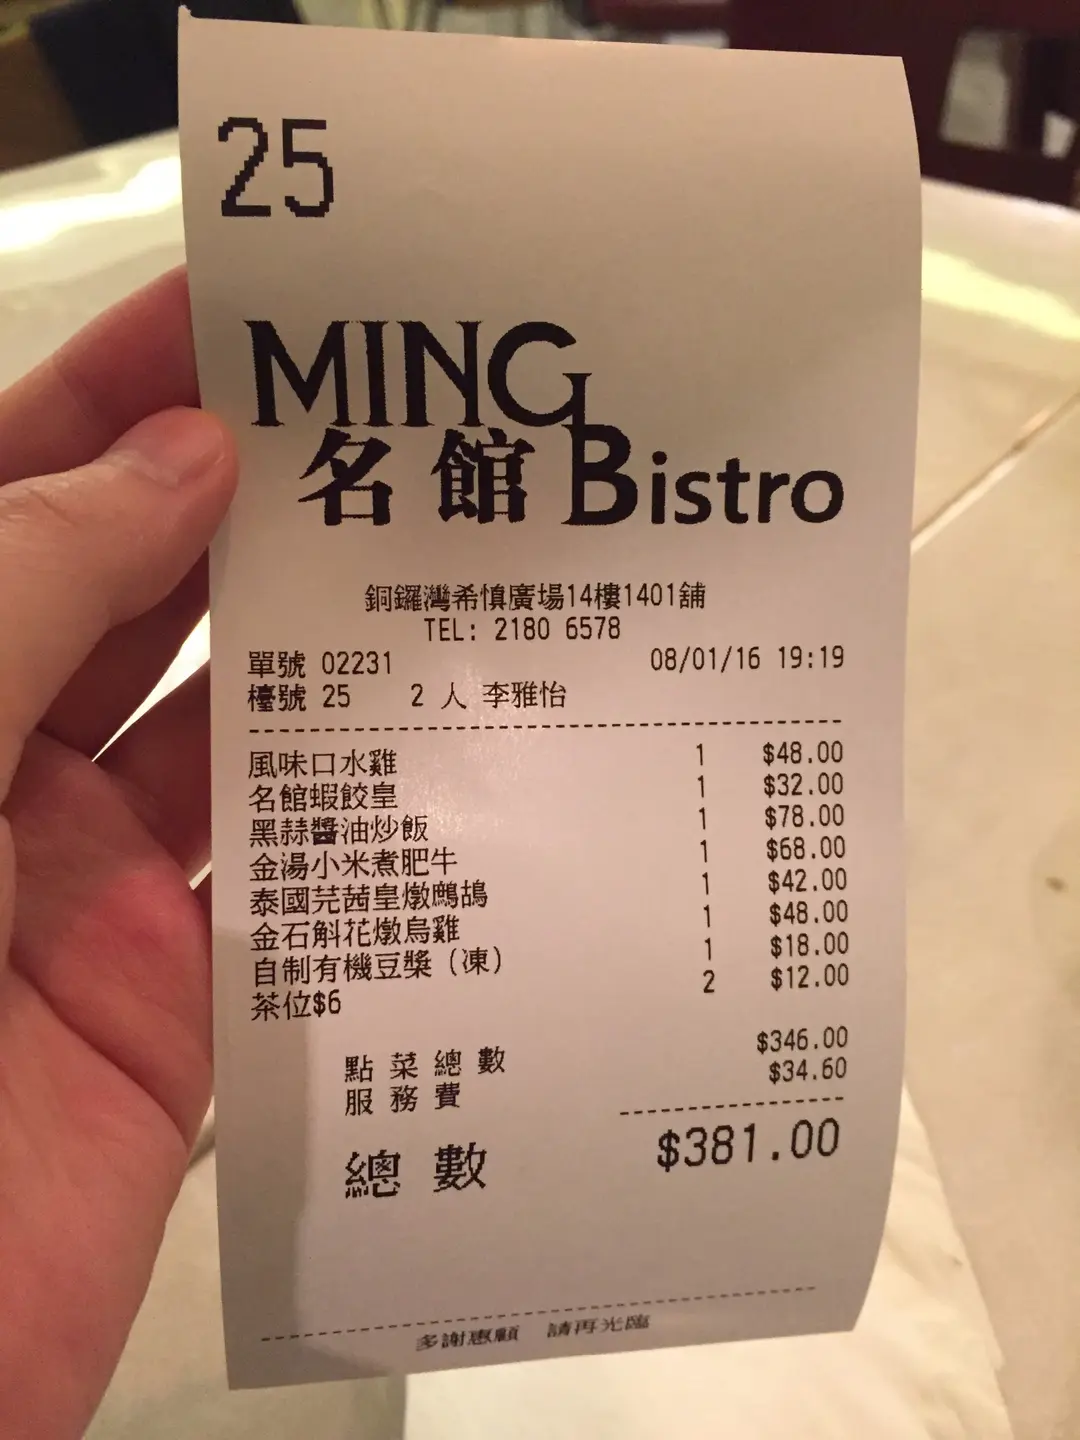 25
MING
名館 Bistro
銅鑼灣希慎廣場14樓1401舖
TEL: 2180 6578
單號 02231 08/01/16 19:19
檯號 25 2 人 李雅怡
風味口水雞 1 $48.00
名館蝦餃皇 1 $32.00
黑蒜醬油炒飯 1 $78.00
金湯小米煮肥牛 1 $68.00
泰國芫茜皇燉鷓鴣 1 $42.00
金石斛花燉烏雞 1 $48.00
自制有機豆漿（凍） 1 $18.00
茶位$6 2 $12.00
點菜總數 $346.00
服務費 $34.60
總數 $381.00
多謝惠顧 請再光臨